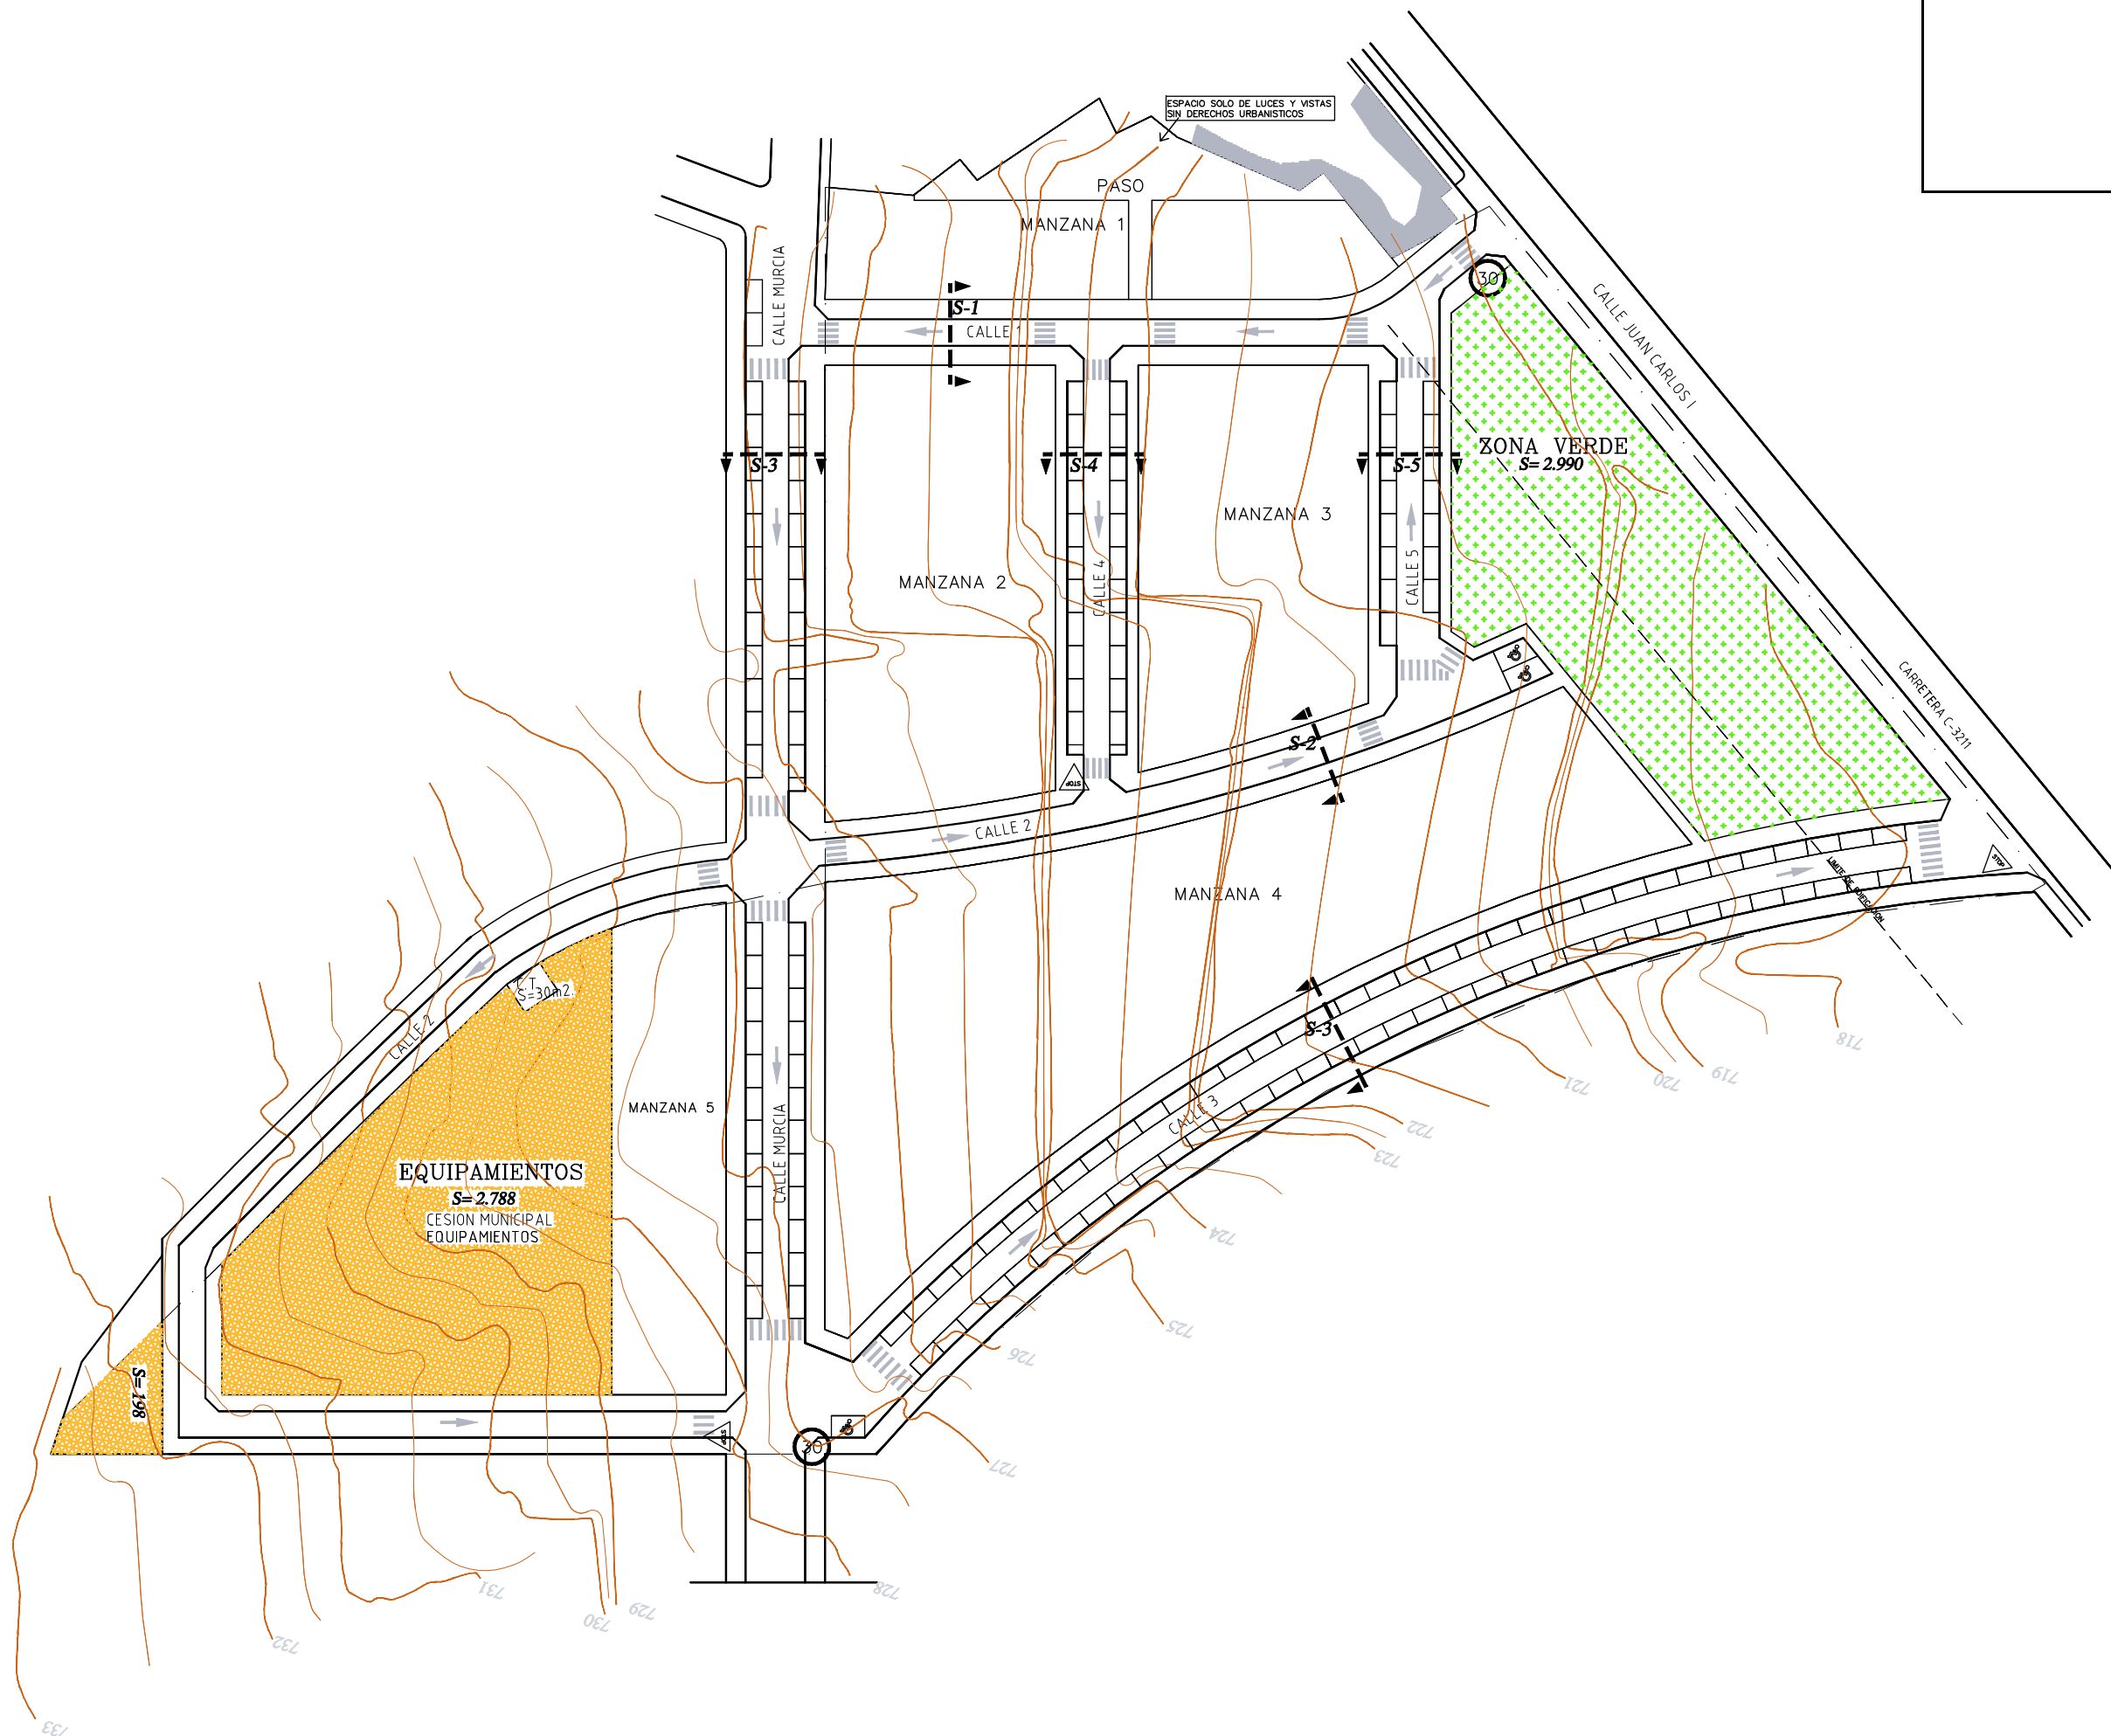 ESPACIO SOLO DE LUCES Y VISTAS
SIN DERECHOS URBANISTICOS
PASO
MANZANA 1
CALLE MURCIA
S-1
CALLE 1
30
CALLE JUAN CARLOS I
ZONA VERDE
S= 2.990
S-3
S-4
S-5
MANZANA 3
MANZANA 2
CALLE 4
CALLE 5
CARRETERA C-3211
S-2
STOP
CALLE 2
STOP
LIMITE DE EDIFICACION
MANZANA 4
C.T.
S=30m2.
CALLE 2
S-3
718
719
720
721
722
723
724
725
726
727
728
729
730
731
732
733
CALLE 3
MANZANA 5
CALLE MURCIA
EQUIPAMIENTOS
S= 2.788
CESION MUNICIPAL
EQUIPAMIENTOS
S= 198
STOP
30